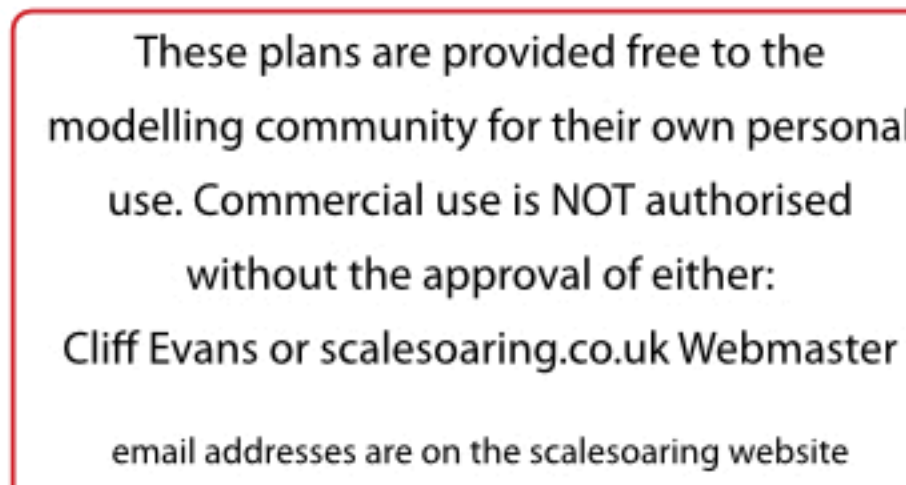 These plans are provided free to the
modelling community for their own personal
use. Commercial use is NOT authorised
without the approval of either:
Cliff Evans or scalesoaring.co.uk Webmaster
email addresses are on the scalesoaring website